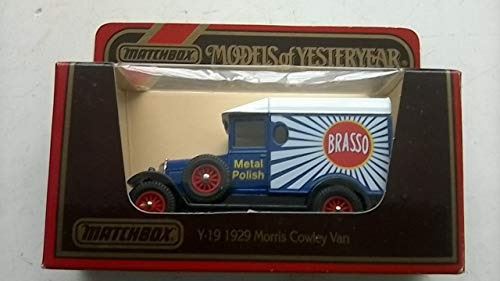 MATCHBOX
MODELS of YESTERYEAR
BRASSO
Metal
Polish
MATCHBOX
Y-19 1929 Morris Cowley Van